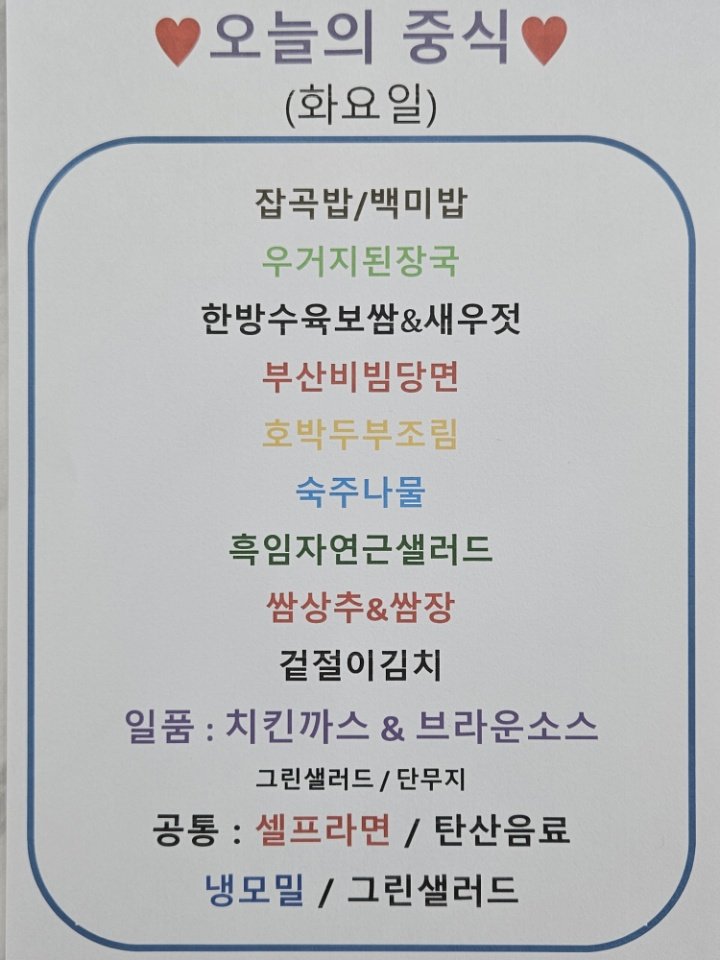 ♥오늘의 중식♥
(화요일)
잡곡밥/백미밥
우거지된장국
한방수육보쌈&새우젓
부산비빔당면
호박두부조림
숙주나물
흑임자연근샐러드
쌈상추&쌈장
겉절이김치
일품 : 치킨까스 & 브라운소스
그린샐러드 / 단무지
공통 : 셀프라면 / 탄산음료
냉모밀 / 그린샐러드